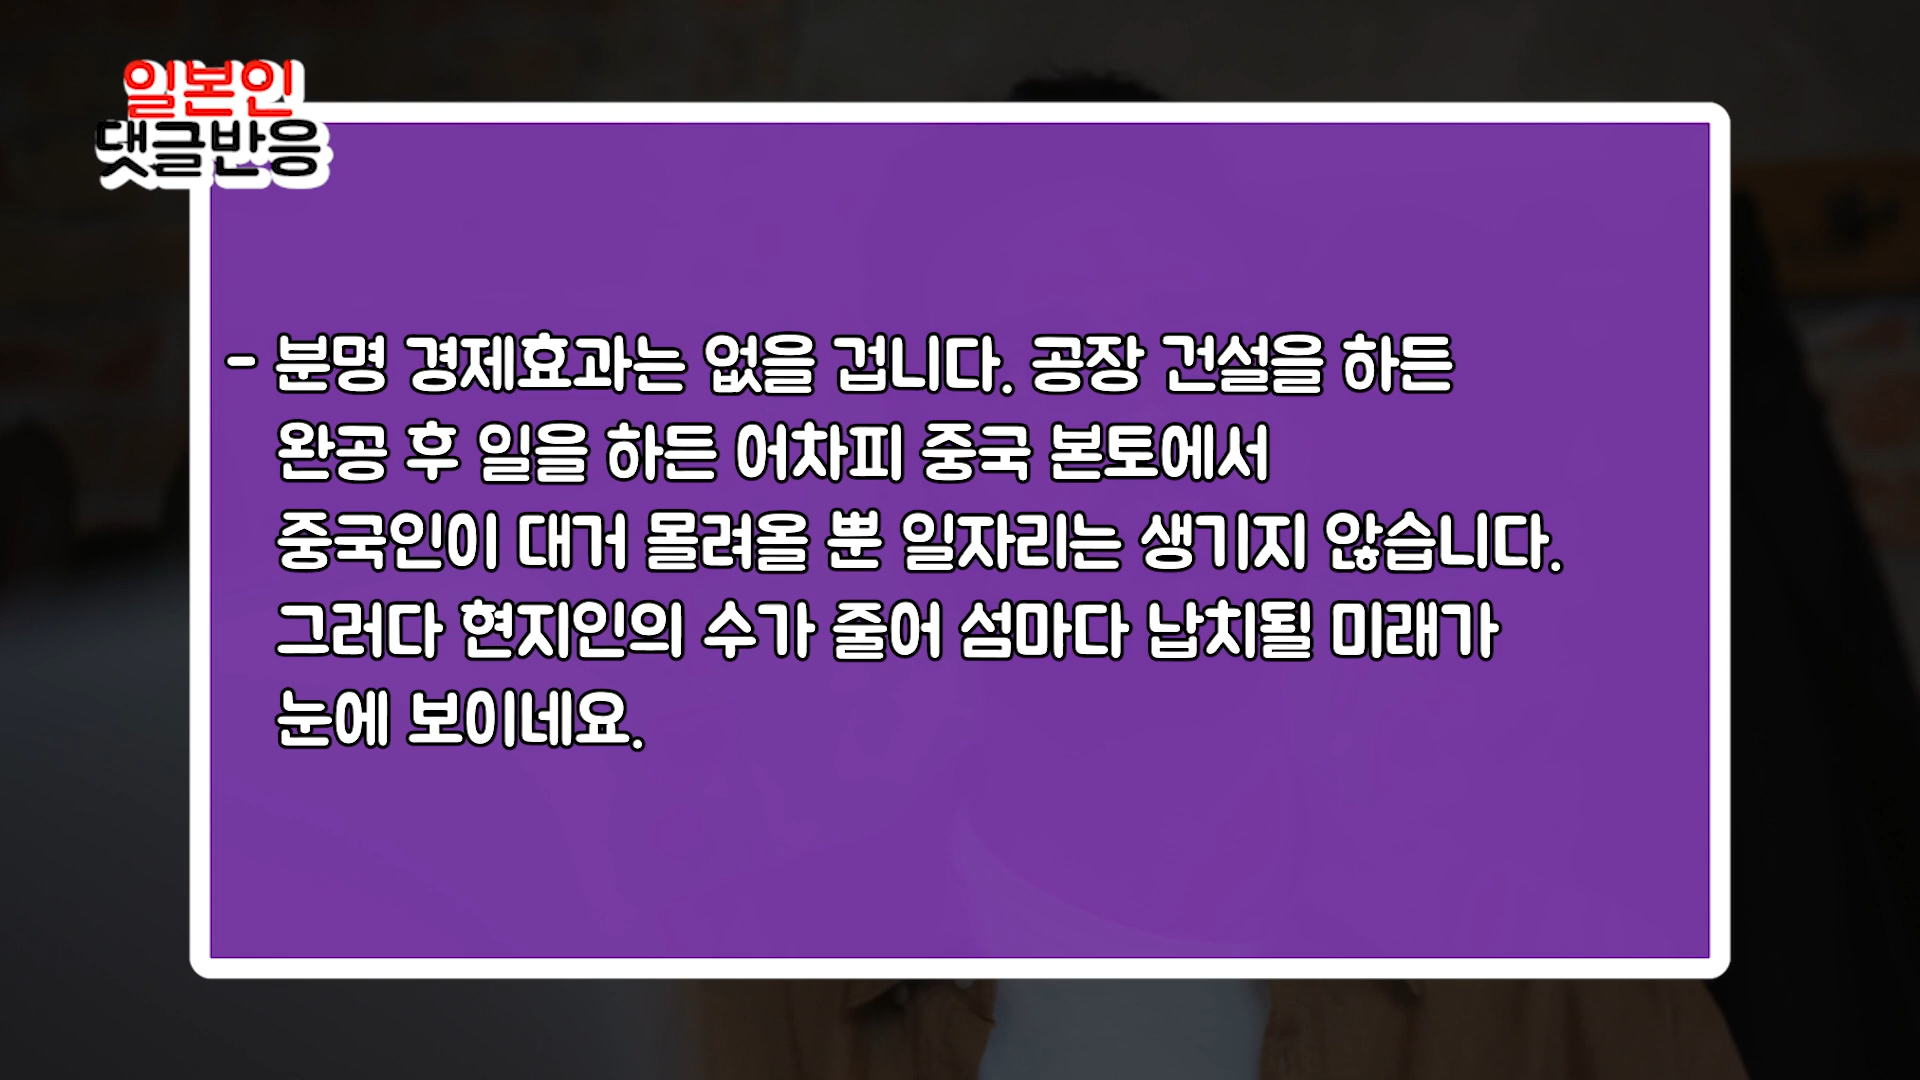 일본인
댓글반응
- 분명 경제효과는 없을 겁니다. 공장 건설을 하든
완공 후 일을 하든 어차피 중국 본토에서
중국인이 대거 몰려올 뿐 일자리는 생기지 않습니다.
그러다 현지인의 수가 줄어 섬마다 납치될 미래가
눈에 보이네요.